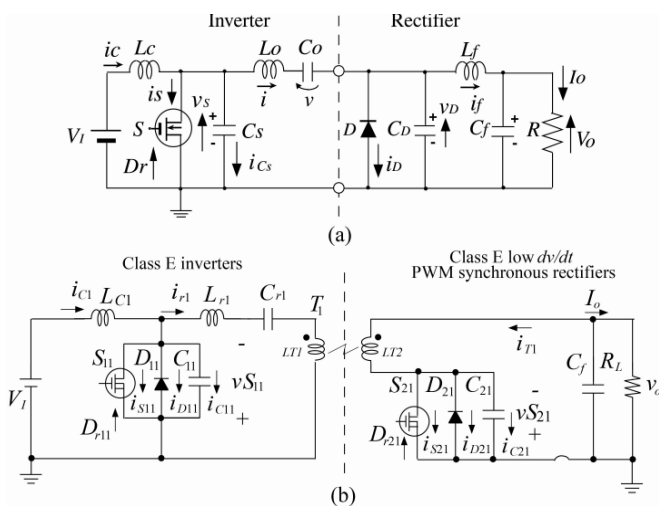 Inverter
Rectifier
ic Lc Lo Co Lf Io
is vS i v vD if
VI S Cs D CD Cf R Vo
Dr iCs iD
(a)
Class E inverters
Class E low dv/dt
PWM synchronous rectifiers
iC1 LC1 ir1 Lr1 Cr1 T1 Io
LT1 LT2 iT1
S11 D11 C11 Cf RL
VI vS11 S21 D21 C21 vo
iS11 iD11 iC11 vS21
Dr11 Dr21 iS21 iD21 iC21
(b)